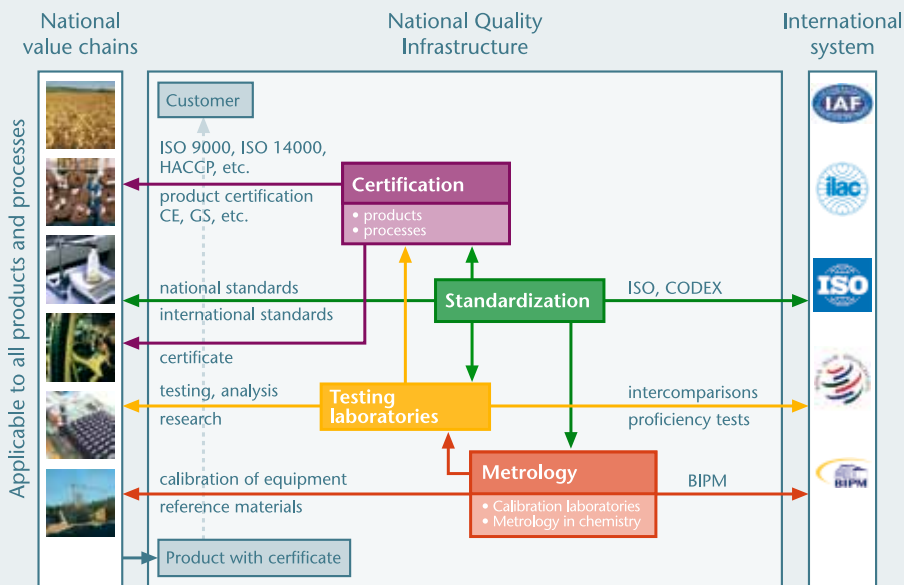 National
value chains
National Quality
Infrastructure
International
system
Applicable to all products and processes
Customer
IAF
ISO 9000, ISO 14000,
HACCP, etc.
product certification
CE, GS, etc.
Certification
• products
• processes
ilac
national standards
international standards
Standardization
ISO, CODEX
ISO
certificate
testing, analysis
research
Testing
laboratories
intercomparisons
proficiency tests
calibration of equipment
reference materials
Metrology
• Calibration laboratories
• Metrology in chemistry
BIPM
BIPM
Product with cerfificate